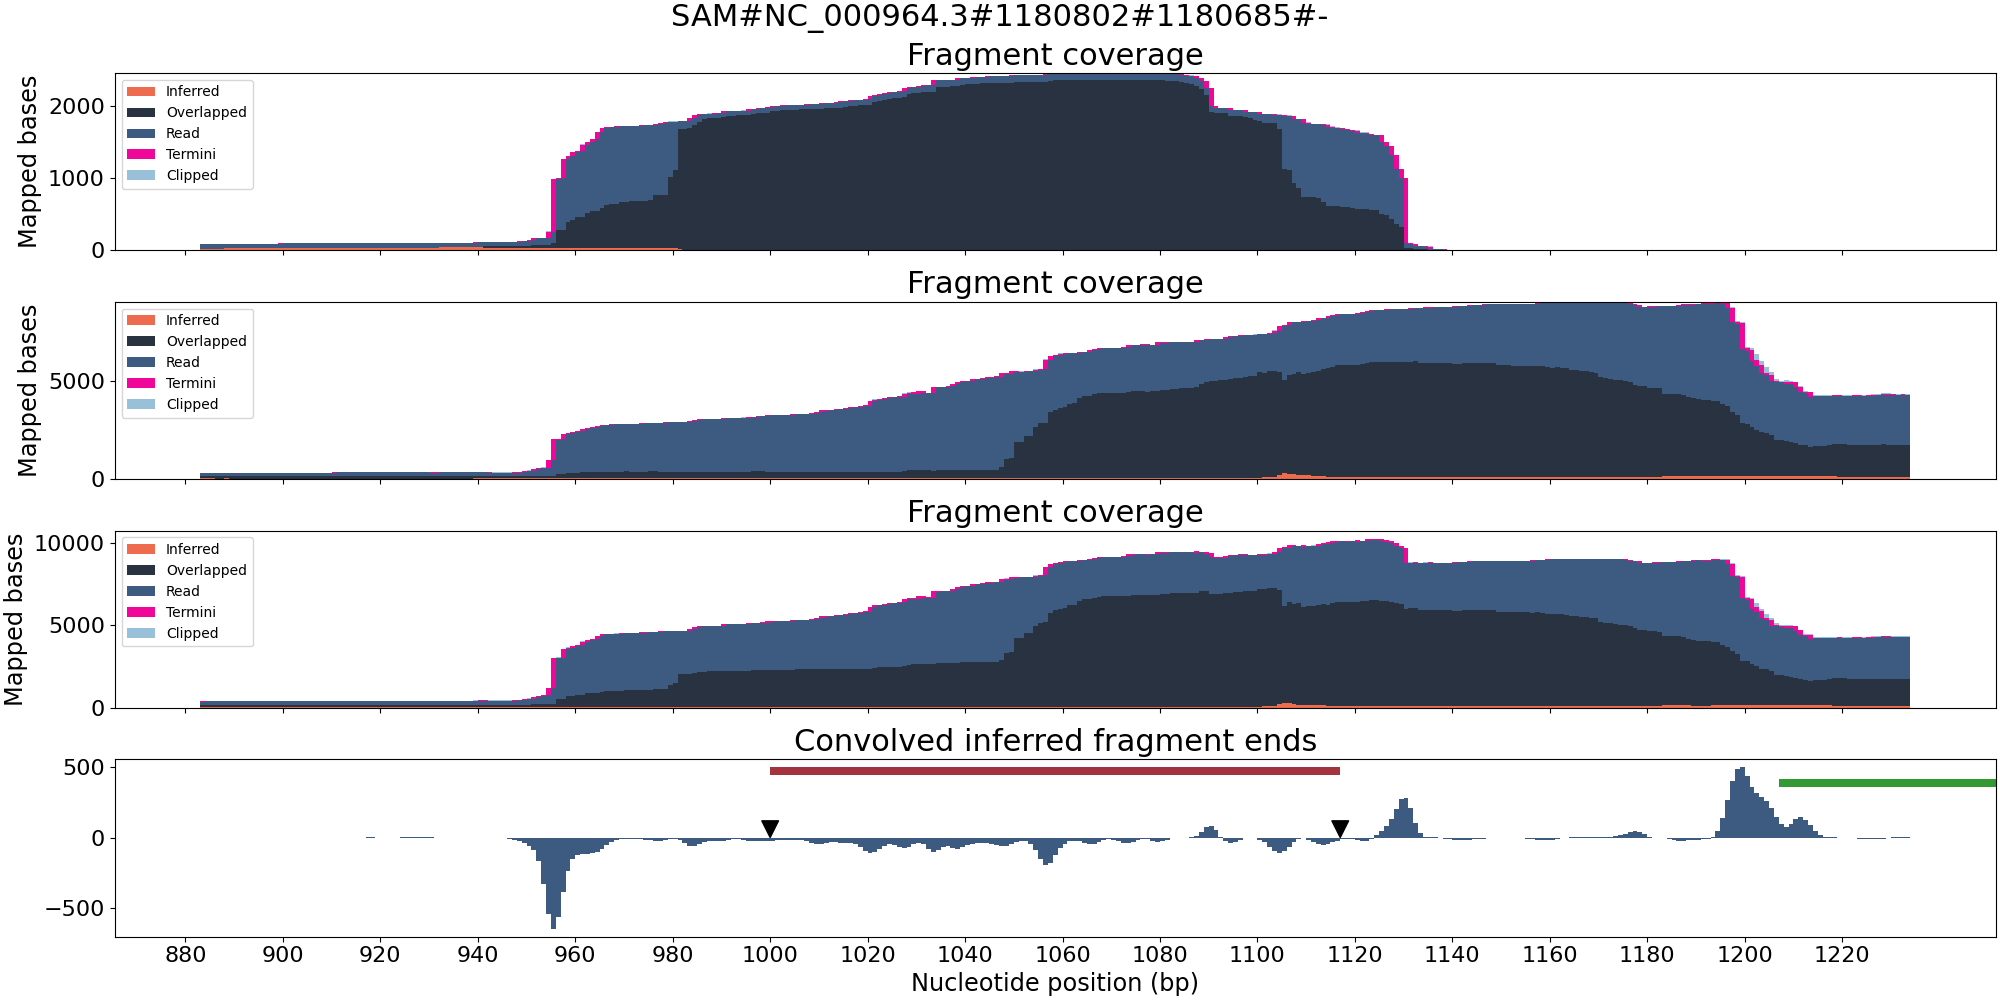 SAM#NC_000964.3#1180802#1180685#-
Fragment coverage
Mapped bases
2000
1000
0
Inferred
Overlapped
Read
Termini
Clipped
Fragment coverage
Mapped bases
5000
0
Inferred
Overlapped
Read
Termini
Clipped
Fragment coverage
Mapped bases
10000
5000
0
Inferred
Overlapped
Read
Termini
Clipped
Convolved inferred fragment ends
500
0
−500
880 900 920 940 960 980 1000 1020 1040 1060 1080 1100 1120 1140 1160 1180 1200 1220
Nucleotide position (bp)